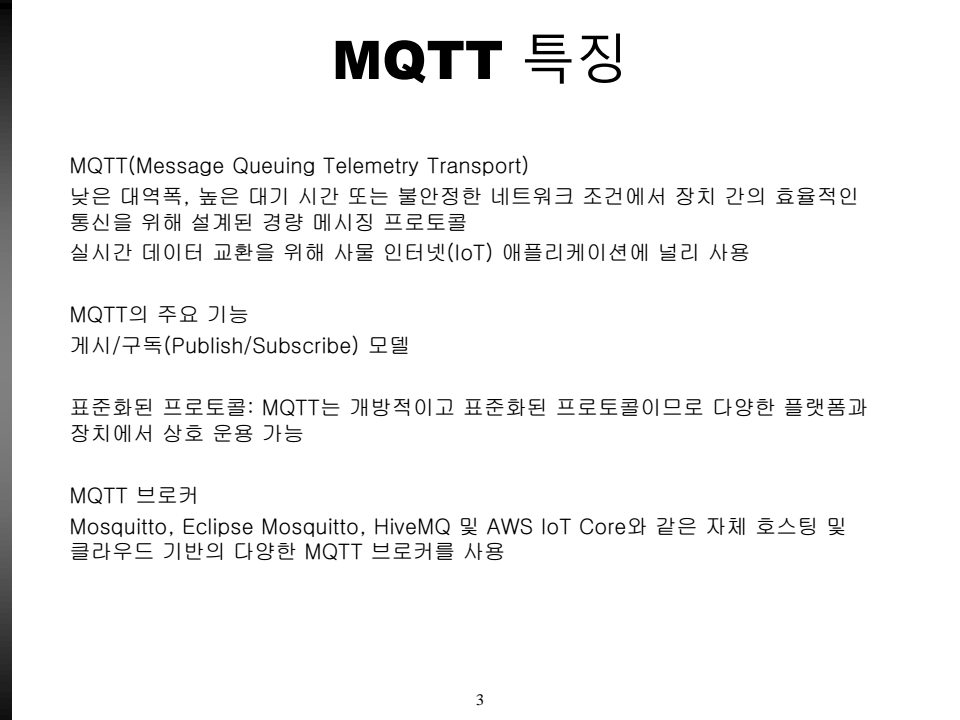 MQTT 특징
MQTT(Message Queuing Telemetry Transport)
낮은 대역폭, 높은 대기 시간 또는 불안정한 네트워크 조건에서 장치 간의 효율적인
통신을 위해 설계된 경량 메시징 프로토콜
실시간 데이터 교환을 위해 사물 인터넷(IoT) 애플리케이션에 널리 사용
MQTT의 주요 기능
게시/구독(Publish/Subscribe) 모델
표준화된 프로토콜: MQTT는 개방적이고 표준화된 프로토콜이므로 다양한 플랫폼과
장치에서 상호 운용 가능
MQTT 브로커
Mosquitto, Eclipse Mosquitto, HiveMQ 및 AWS IoT Core와 같은 자체 호스팅 및
클라우드 기반의 다양한 MQTT 브로커를 사용
3